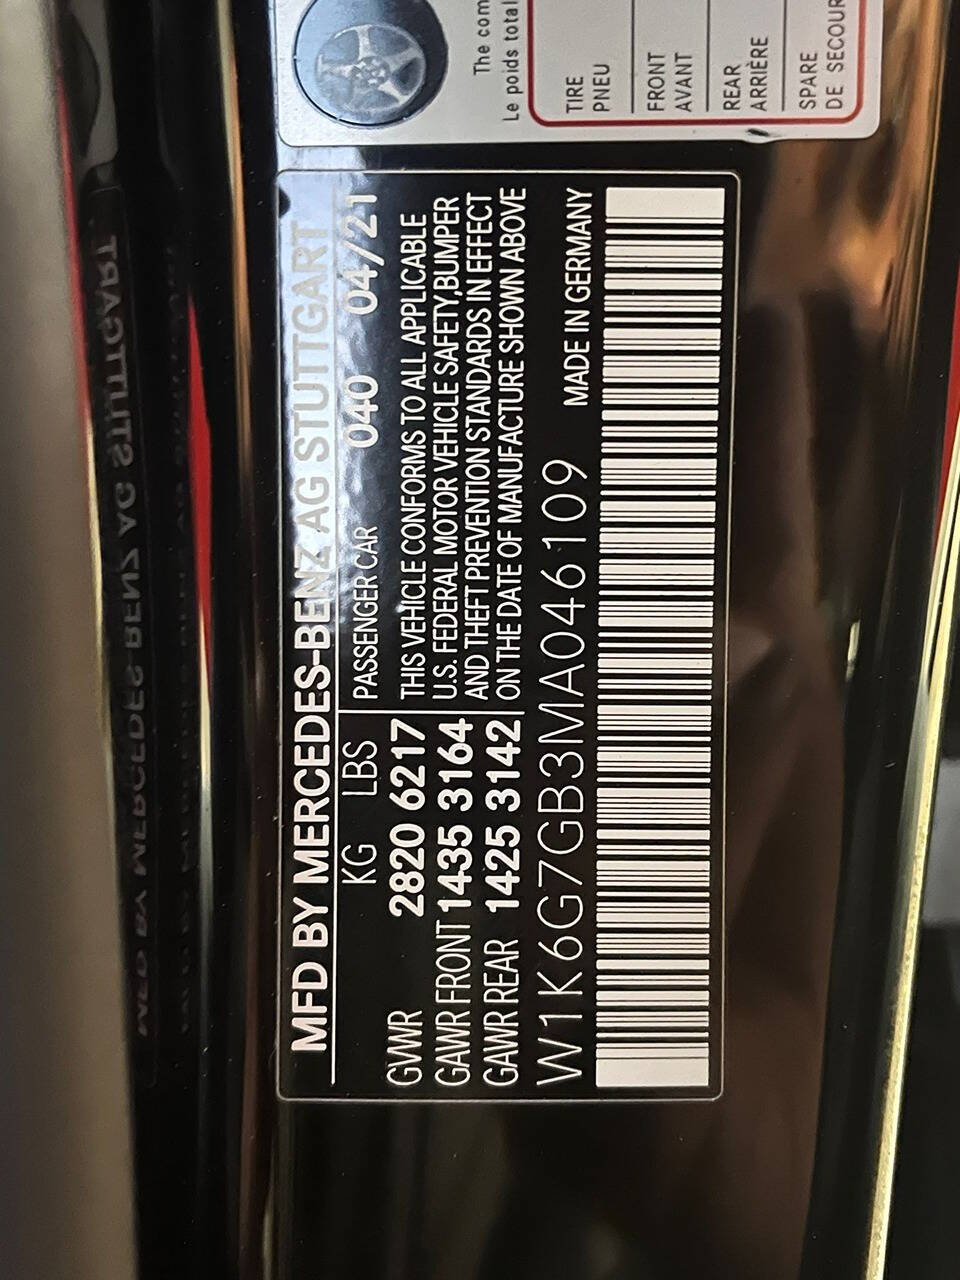 MFD BY MERCEDES-BENZ AG STUTTGART
KG LBS PASSENGER CAR 040 04/21
GVWR 2820 6217 THIS VEHICLE CONFORMS TO ALL APPLICABLE
GAWR FRONT 1435 3164 U.S. FEDERAL MOTOR VEHICLE SAFETY,BUMPER
AND THEFT PREVENTION STANDARDS IN EFFECT
GAWR REAR 1425 3142 ON THE DATE OF MANUFACTURE SHOWN ABOVE
W1K6G7GB3MA046109 MADE IN GERMANY
The com
Le poids total
TIRE
PNEU
FRONT
AVANT
REAR
ARRIÈRE
SPARE
DE SECOUR